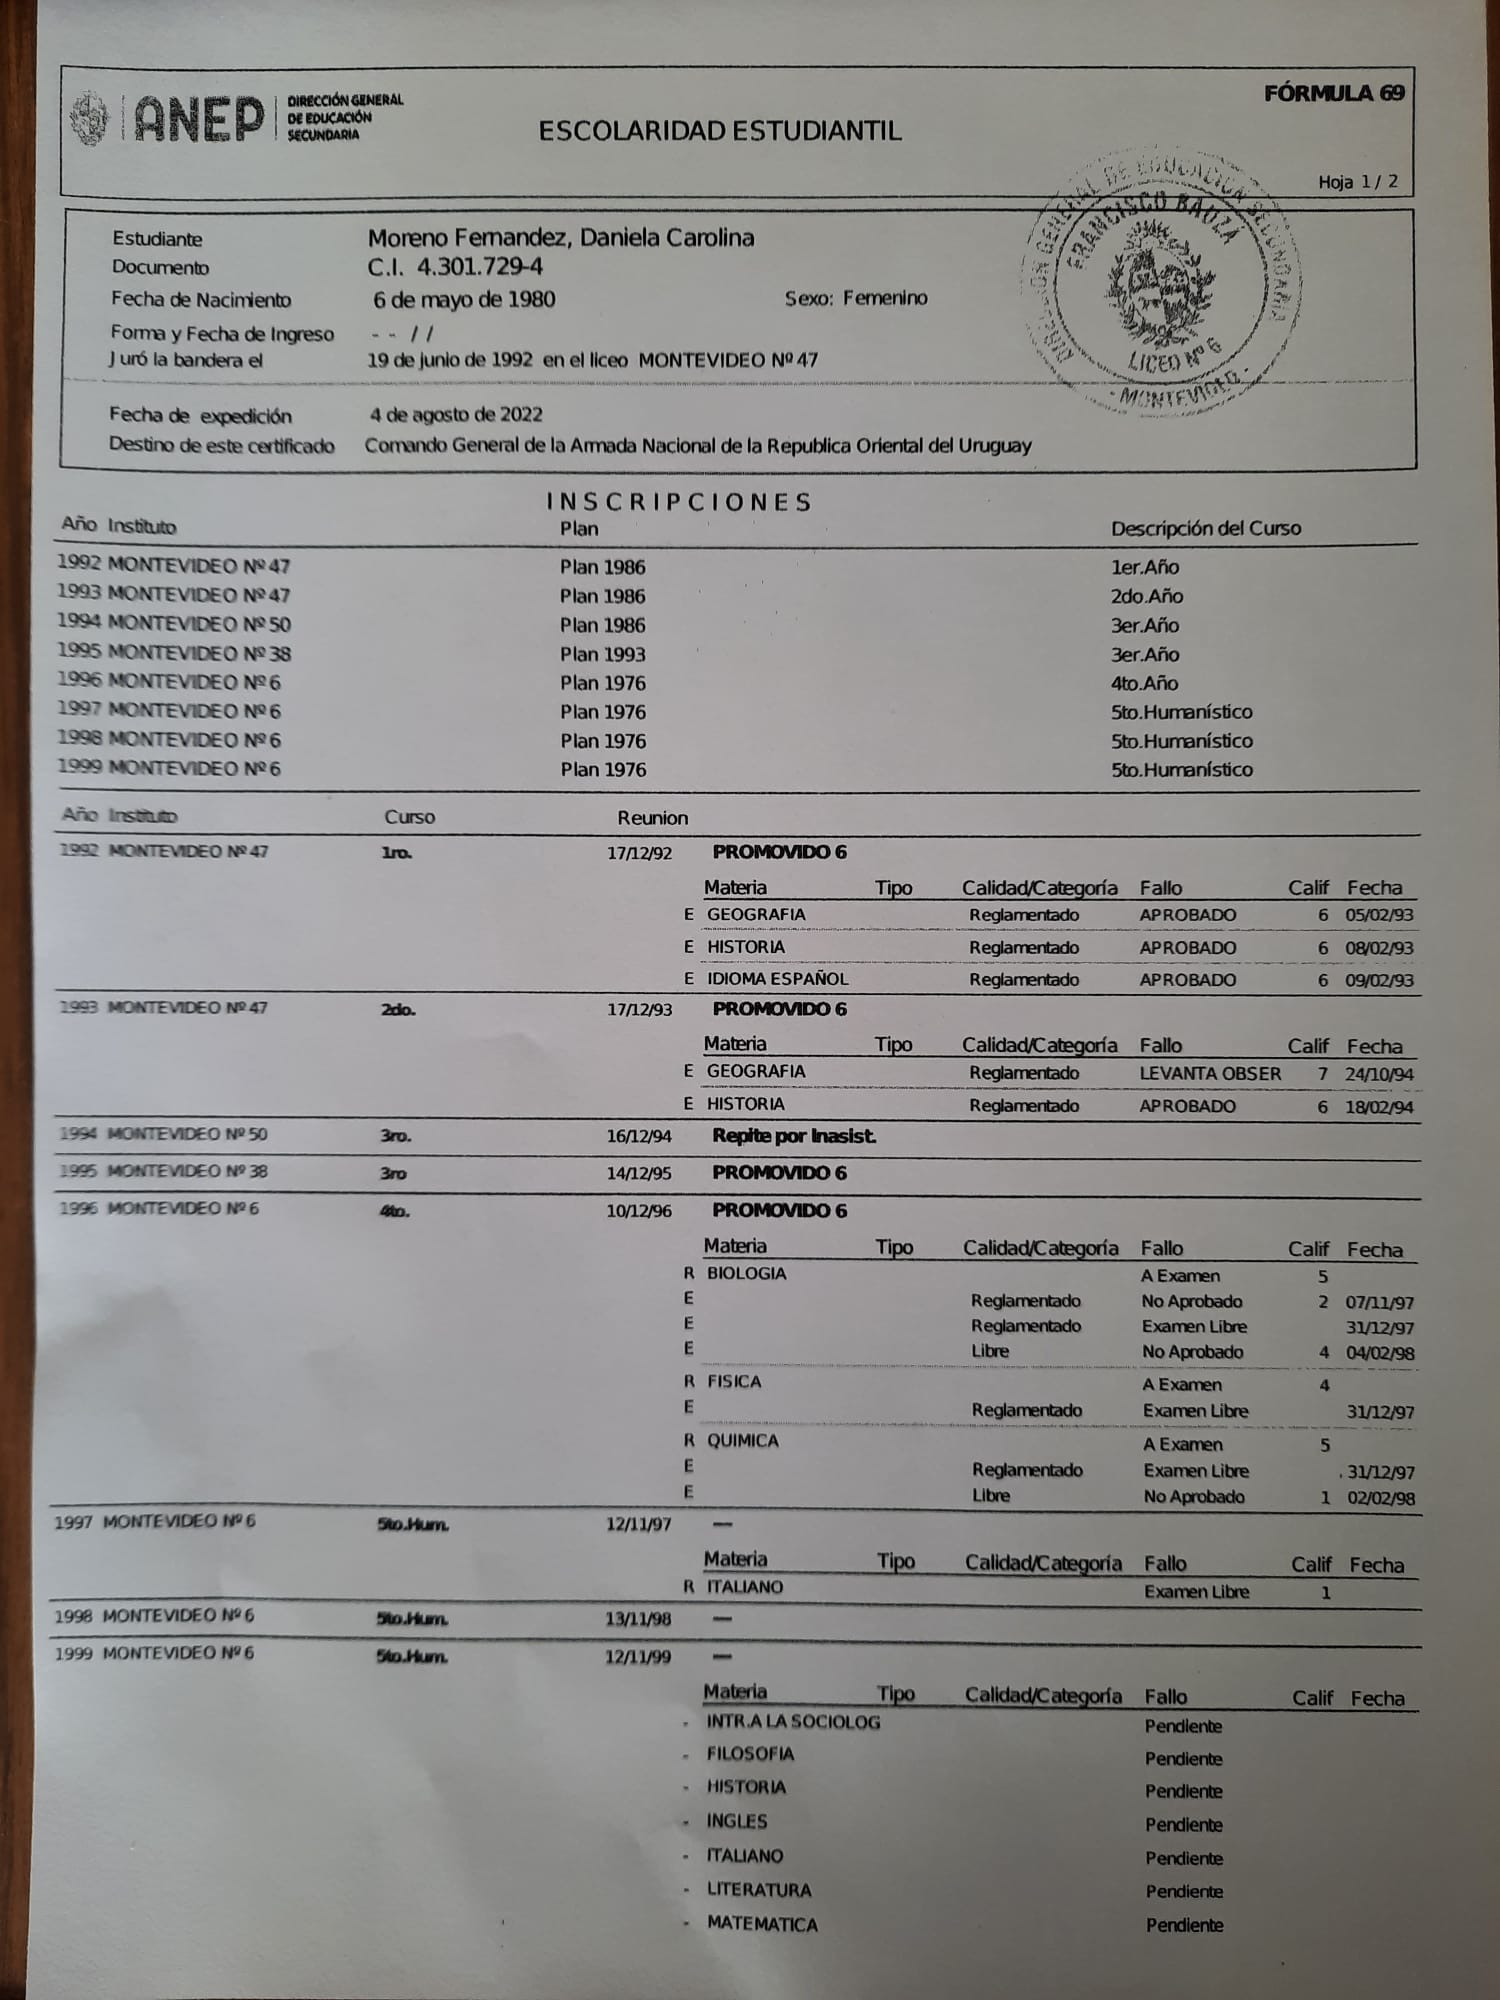 FÓRMULA 69
ANEP
DIRECCIÓN GENERAL
DE EDUCACIÓN
SECUNDARIA
ESCOLARIDAD ESTUDIANTIL
Hoja 1 / 2
DIRECCION GENERAL DE EDUCACION SECUNDARIA
FRANCISCO BAUZÁ
LICEO Nº 6
- MONTEVIDEO -
Estudiante Moreno Fernandez, Daniela Carolina
Documento C.I. 4.301.729-4
Fecha de Nacimiento 6 de mayo de 1980 Sexo: Femenino
Forma y Fecha de Ingreso - - / /
Juró la bandera el 19 de junio de 1992 en el liceo MONTEVIDEO Nº 47
Fecha de expedición 4 de agosto de 2022
Destino de este certificado Comando General de la Armada Nacional de la Republica Oriental del Uruguay
INSCRIPCIONES
Año Instituto Plan Descripción del Curso
1992 MONTEVIDEO Nº 47 Plan 1986 1er.Año
1993 MONTEVIDEO Nº 47 Plan 1986 2do.Año
1994 MONTEVIDEO Nº 50 Plan 1986 3er.Año
1995 MONTEVIDEO Nº 38 Plan 1993 3er.Año
1996 MONTEVIDEO Nº 6 Plan 1976 4to.Año
1997 MONTEVIDEO Nº 6 Plan 1976 5to.Humanístico
1998 MONTEVIDEO Nº 6 Plan 1976 5to.Humanístico
1999 MONTEVIDEO Nº 6 Plan 1976 5to.Humanístico
Año Instituto Curso Reunion
1992 MONTEVIDEO Nº 47 1ro. 17/12/92 PROMOVIDO 6
Materia Tipo Calidad/Categoría Fallo Calif Fecha
E GEOGRAFIA Reglamentado APROBADO 6 05/02/93
E HISTORIA Reglamentado APROBADO 6 08/02/93
E IDIOMA ESPAÑOL Reglamentado APROBADO 6 09/02/93
1993 MONTEVIDEO Nº 47 2do. 17/12/93 PROMOVIDO 6
Materia Tipo Calidad/Categoría Fallo Calif Fecha
E GEOGRAFIA Reglamentado LEVANTA OBSER 7 24/10/94
E HISTORIA Reglamentado APROBADO 6 18/02/94
1994 MONTEVIDEO Nº 50 3ro. 16/12/94 Repite por Inasist.
1995 MONTEVIDEO Nº 38 3ro 14/12/95 PROMOVIDO 6
1996 MONTEVIDEO Nº 6 4to. 10/12/96 PROMOVIDO 6
Materia Tipo Calidad/Categoría Fallo Calif Fecha
R BIOLOGIA A Examen 5
E Reglamentado No Aprobado 2 07/11/97
E Reglamentado Examen Libre 31/12/97
E Libre No Aprobado 4 04/02/98
R FISICA A Examen 4
E Reglamentado Examen Libre 31/12/97
R QUIMICA A Examen 5
E Reglamentado Examen Libre 31/12/97
E Libre No Aprobado 1 02/02/98
1997 MONTEVIDEO Nº 6 5to.Hum. 12/11/97 —
Materia Tipo Calidad/Categoría Fallo Calif Fecha
R ITALIANO Examen Libre 1
1998 MONTEVIDEO Nº 6 5to.Hum. 13/11/98 —
1999 MONTEVIDEO Nº 6 5to.Hum. 12/11/99 —
Materia Tipo Calidad/Categoría Fallo Calif Fecha
- INTR.A LA SOCIOLOG Pendiente
- FILOSOFIA Pendiente
- HISTORIA Pendiente
- INGLES Pendiente
- ITALIANO Pendiente
- LITERATURA Pendiente
- MATEMATICA Pendiente